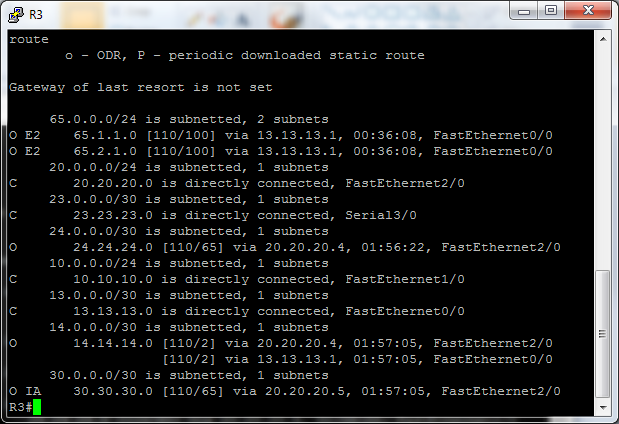 R3
route
       o - ODR, P - periodic downloaded static route
Gateway of last resort is not set
     65.0.0.0/24 is subnetted, 2 subnets
O E2    65.1.1.0 [110/100] via 13.13.13.1, 00:36:08, FastEthernet0/0
O E2    65.2.1.0 [110/100] via 13.13.13.1, 00:36:08, FastEthernet0/0
     20.0.0.0/24 is subnetted, 1 subnets
C       20.20.20.0 is directly connected, FastEthernet2/0
     23.0.0.0/30 is subnetted, 1 subnets
C       23.23.23.0 is directly connected, Serial3/0
     24.0.0.0/30 is subnetted, 1 subnets
O       24.24.24.0 [110/65] via 20.20.20.4, 01:56:22, FastEthernet2/0
     10.0.0.0/24 is subnetted, 1 subnets
C       10.10.10.0 is directly connected, FastEthernet1/0
     13.0.0.0/30 is subnetted, 1 subnets
C       13.13.13.0 is directly connected, FastEthernet0/0
     14.0.0.0/30 is subnetted, 1 subnets
O       14.14.14.0 [110/2] via 20.20.20.4, 01:57:05, FastEthernet2/0
                   [110/2] via 13.13.13.1, 01:57:05, FastEthernet0/0
     30.0.0.0/30 is subnetted, 1 subnets
O IA    30.30.30.0 [110/65] via 20.20.20.5, 01:57:05, FastEthernet2/0
R3#